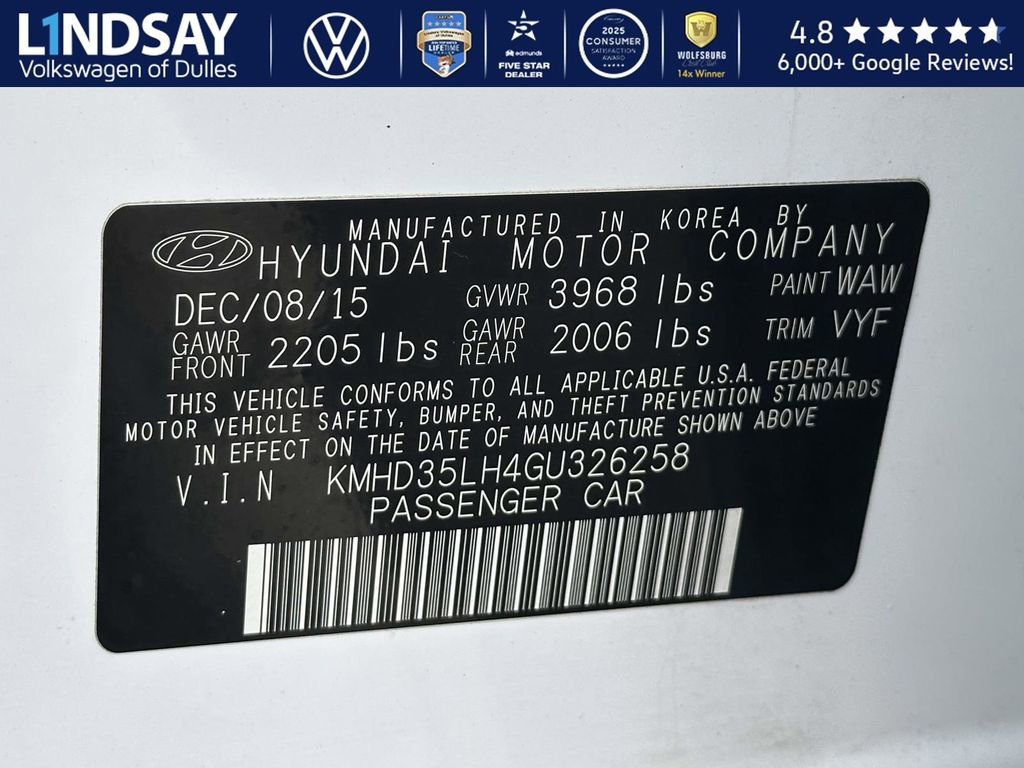 L1NDSAY
Volkswagen of Dulles
LIFETIME
edmunds
FIVE STAR
DEALER
2025
CONSUMER
SATISFACTION
AWARD
WOLFSBURG
14x Winner
4.8
6,000+ Google Reviews!
MANUFACTURED IN KOREA BY
HYUNDAI MOTOR COMPANY
DEC/08/15 GVWR 3968 lbs PAINT WAW
GAWR FRONT 2205 lbs GAWR REAR 2006 lbs TRIM VYF
THIS VEHICLE CONFORMS TO ALL APPLICABLE U.S.A. FEDERAL
MOTOR VEHICLE SAFETY, BUMPER, AND THEFT PREVENTION STANDARDS
IN EFFECT ON THE DATE OF MANUFACTURE SHOWN ABOVE
V.I.N KMHD35LH4GU326258
PASSENGER CAR